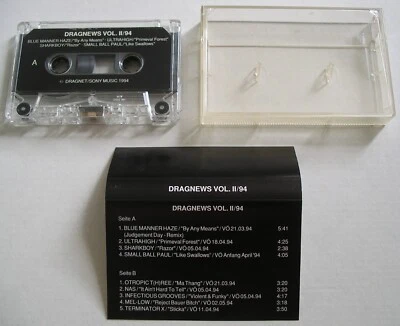 DRAGNEWS VOL. II/94
BLUE MANNER HAZE/"By Any Means" - ULTRAHIGH/"Primeval Forest"
SHARKBOY/"Razor" - SMALL BALL PAUL/"Like Swallows"
A
DRAGNET/SONY MUSIC 1994
DRAGNEWS VOL. II/94
DRAGNEWS VOL. II/94
Seite A
1. BLUE MANNER HAZE / "By Any Means" / VÖ 21.03.94 5:41
(Judgement Day - Remix)
2. ULTRAHIGH / "Primeval Forest" / VÖ 18.04.94 4:25
3. SHARKBOY / "Razor" / VÖ 05.04.94 2:38
4. SMALL BALL PAUL / "Like Swallows" / VÖ Anfang April '94 4:05
Seite B
1. OTROPICT(H)REE / "Ma Thang" / VÖ 21.03.94 3:20
2. NAS / "It Ain't Hard To Tell" / VÖ 05.04.94 3:20
3. INFECTIOUS GROOVES / "Violent & Funky" / VÖ 05.04.94 4:17
4. MEL-LOW / "Reject Bauer Bitch" / VÖ 02.05.94 3:18
5. TERMINATOR X / "Sticka" / VÖ 11.04.94 3:50